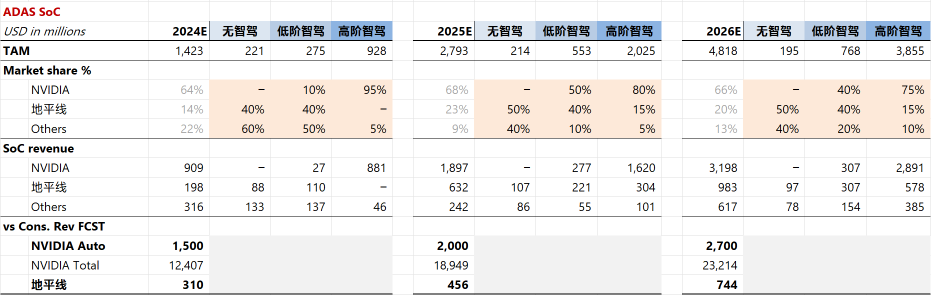 ADAS SoC
USD in millions 2024E 无智驾 低阶智驾 高阶智驾 2025E 无智驾 低阶智驾 高阶智驾 2026E 无智驾 低阶智驾 高阶智驾
TAM 1,423 221 275 928 2,793 214 553 2,025 4,818 195 768 3,855
Market share %
NVIDIA 64% – 10% 95% 68% – 50% 80% 66% – 40% 75%
地平线 14% 40% 40% – 23% 50% 40% 15% 20% 50% 40% 15%
Others 22% 60% 50% 5% 9% 40% 10% 5% 13% 40% 20% 10%
SoC revenue
NVIDIA 909 – 27 881 1,897 – 277 1,620 3,198 – 307 2,891
地平线 198 88 110 – 632 107 221 304 983 97 307 578
Others 316 133 137 46 242 86 55 101 617 78 154 385
vs Cons. Rev FCST
NVIDIA Auto 1,500 2,000 2,700
NVIDIA Total 12,407 18,949 23,214
地平线 310 456 744